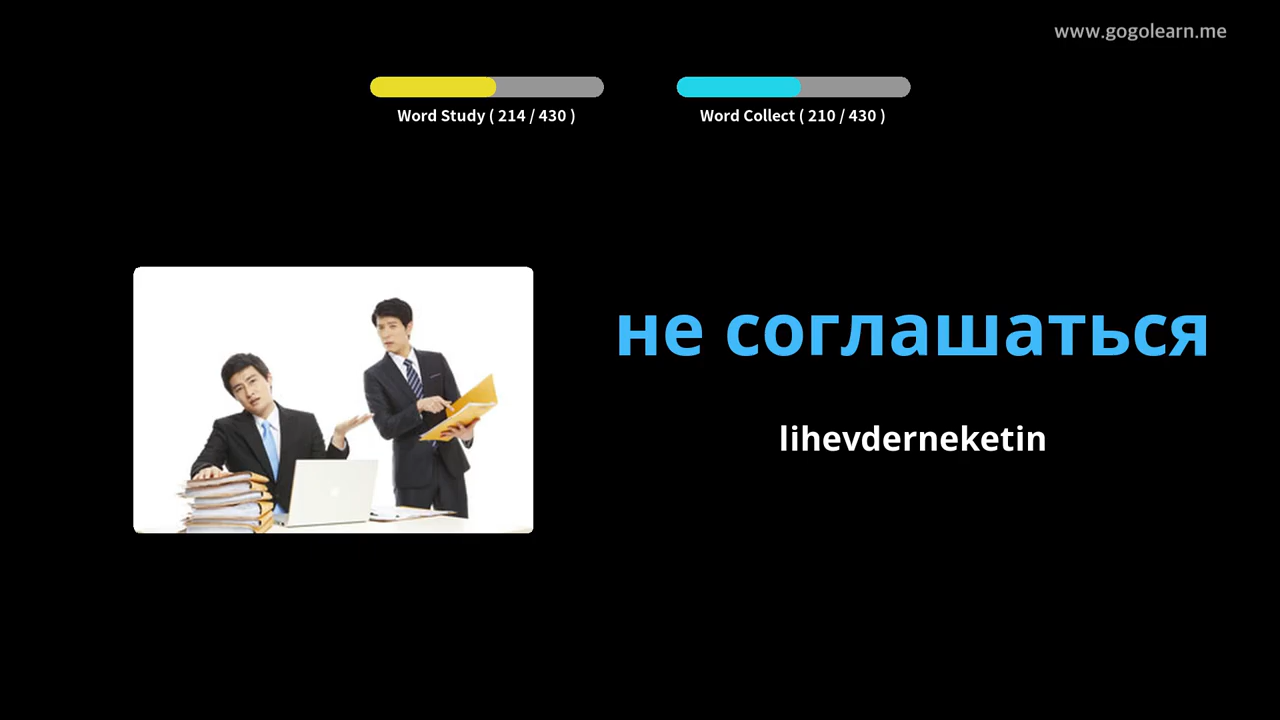 www.gogolearn.me
Word Study ( 214 / 430 )
Word Collect ( 210 / 430 )
не соглашаться
lihevderneketin